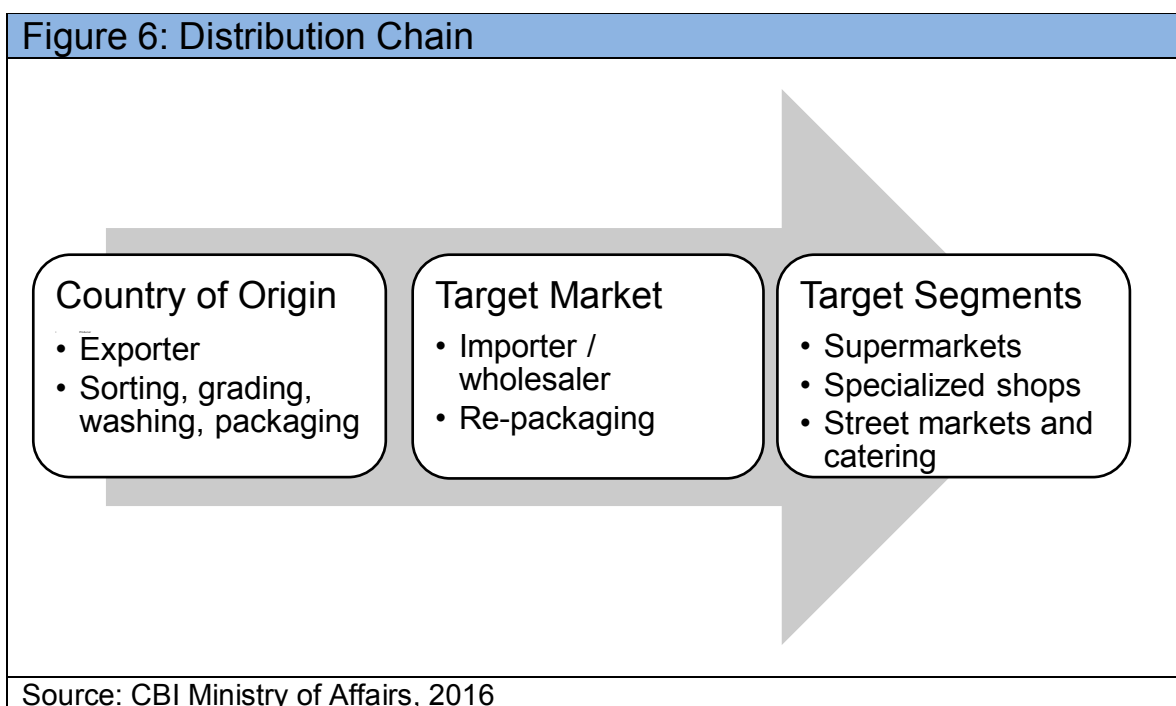 Figure 6: Distribution Chain
Country of Origin
• Exporter
• Sorting, grading,
washing, packaging
Target Market
• Importer /
wholesaler
• Re-packaging
Target Segments
• Supermarkets
• Specialized shops
• Street markets and
catering
Source: CBI Ministry of Affairs, 2016